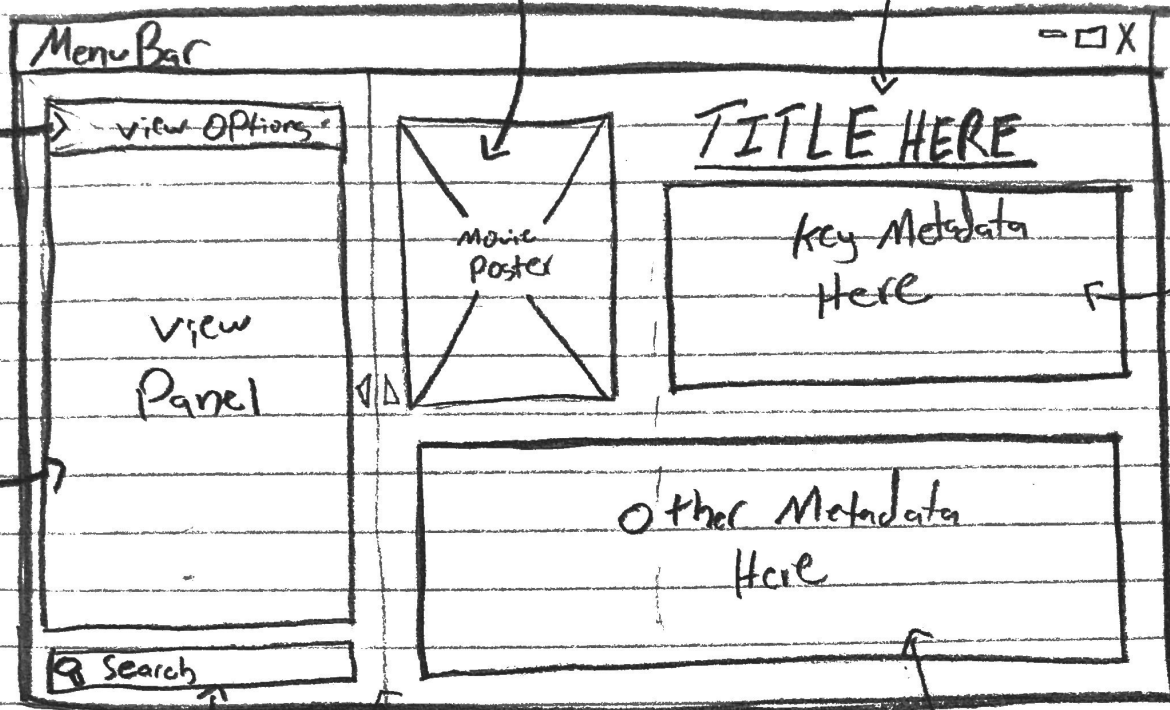 MenuBar
View Options
TITLE HERE
Movie
Poster
Key Metadata
Here
View
Panel
Other Metadata
Here
Search